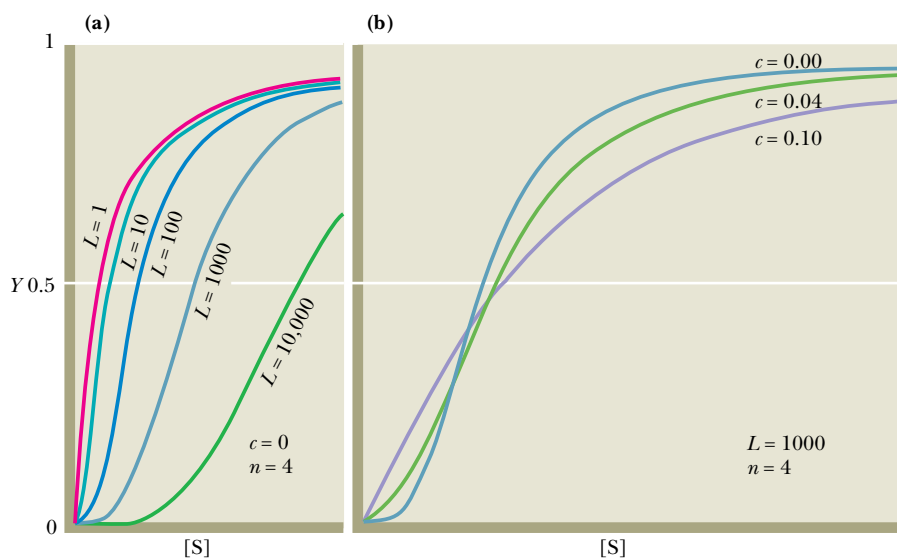 (a)
(b)
1
c = 0.00
c = 0.04
c = 0.10
L = 1
L = 10
L = 100
L = 1000
L = 10,000
Y 0.5
c = 0
n = 4
L = 1000
n = 4
0
[S]
[S]